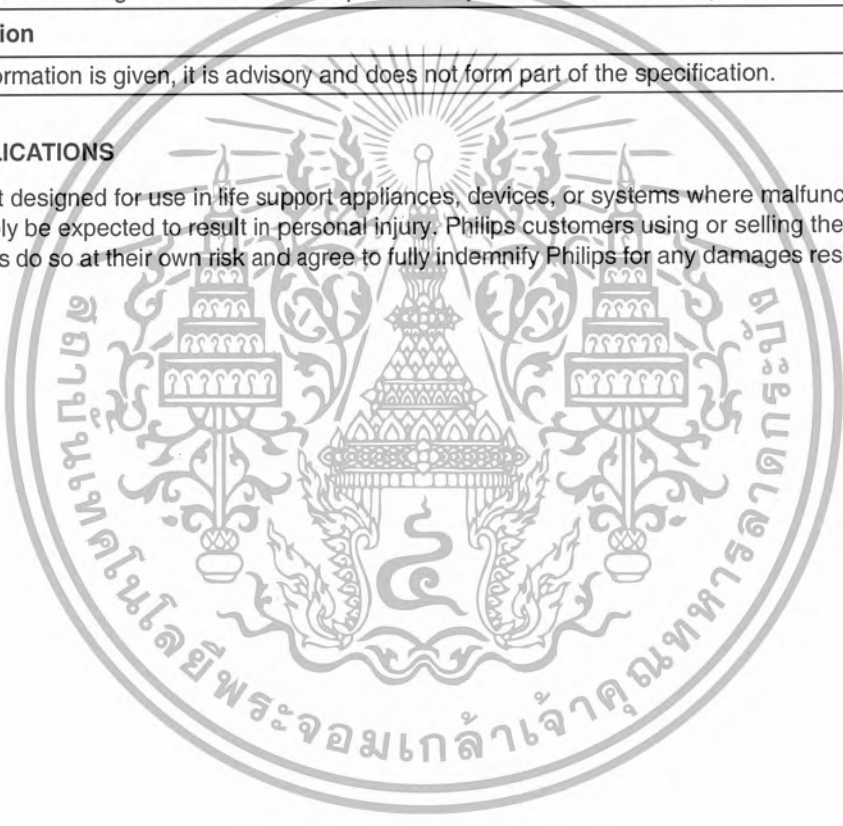 ion
ormation is given, it is advisory and does not form part of the specification.
LICATIONS
t designed for use in life support appliances, devices, or systems where malfunc
ly be expected to result in personal injury. Philips customers using or selling the
s do so at their own risk and agree to fully indemnify Philips for any damages res
สถาบันเทคโนโลยีพระจอมเกล้าเจ้าคุณทหารลาดกระบัง
๔